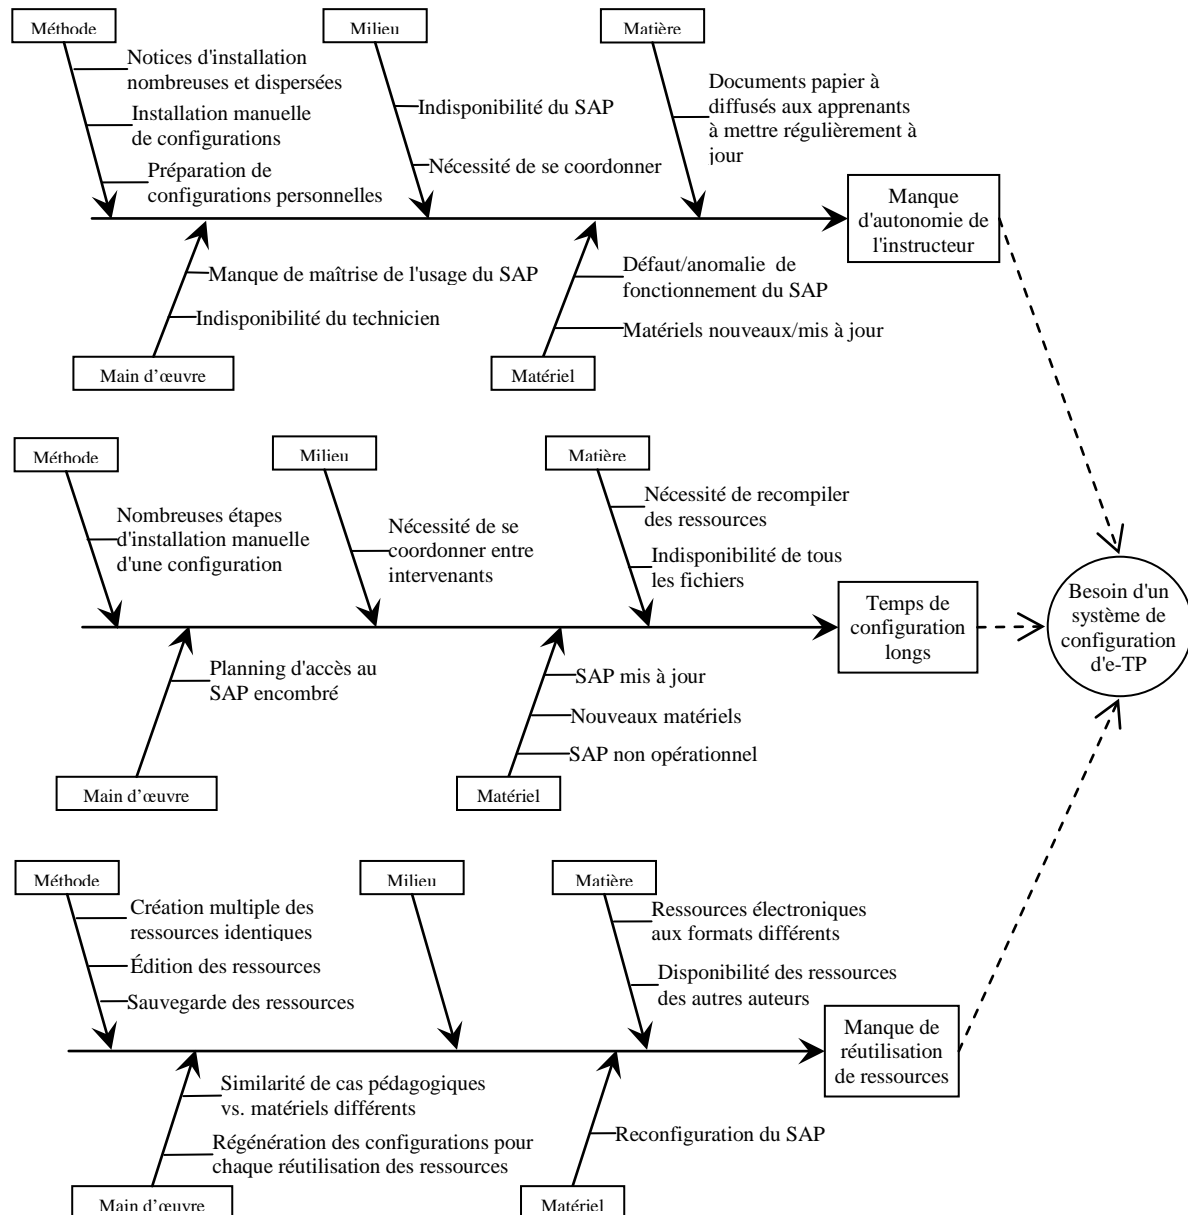 Méthode
Milieu
Matière
Notices d'installation
nombreuses et dispersées
Installation manuelle
de configurations
Préparation de
configurations personnelles
Indisponibilité du SAP
Nécessité de se coordonner
Documents papier à
diffusés aux apprenants
à mettre régulièrement à
jour
Manque
d'autonomie de
l'instructeur
Manque de maîtrise de l'usage du SAP
Indisponibilité du technicien
Défaut/anomalie de
fonctionnement du SAP
Matériels nouveaux/mis à jour
Main d'œuvre
Matériel
Méthode
Milieu
Matière
Nombreuses étapes
d'installation manuelle
d'une configuration
Nécessité de se
coordonner entre
intervenants
Nécessité de recompiler
des ressources
Indisponibilité de tous
les fichiers
Temps de
configuration
longs
Besoin d'un
système de
configuration
d'e-TP
Planning d'accès au
SAP encombré
SAP mis à jour
Nouveaux matériels
SAP non opérationnel
Main d'œuvre
Matériel
Méthode
Milieu
Matière
Création multiple des
ressources identiques
Édition des ressources
Sauvegarde des ressources
Ressources électroniques
aux formats différents
Disponibilité des ressources
des autres auteurs
Manque de
réutilisation
de ressources
Similarité de cas pédagogiques
vs. matériels différents
Régénération des configurations pour
chaque réutilisation des ressources
Reconfiguration du SAP
Main d'œuvre
Matériel